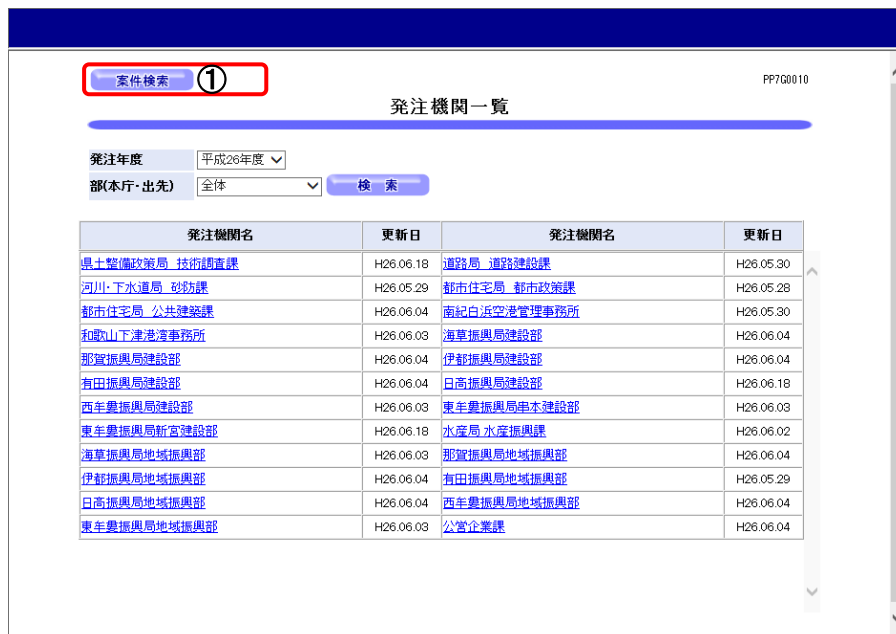 案件検索 ①
PP7G0010
発注機関一覧
発注年度 平成26年度
部(本庁・出先) 全体 検 索
発注機関名 更新日 発注機関名 更新日
県土整備政策局 技術調査課 H26.06.18 道路局 道路建設課 H26.05.30
河川・下水道局 砂防課 H26.05.29 都市住宅局 都市政策課 H26.05.28
都市住宅局 公共建築課 H26.06.04 南紀白浜空港管理事務所 H26.05.30
和歌山下津港湾事務所 H26.06.03 海草振興局建設部 H26.06.04
那賀振興局建設部 H26.06.04 伊都振興局建設部 H26.06.04
有田振興局建設部 H26.06.04 日高振興局建設部 H26.06.18
西牟婁振興局建設部 H26.06.03 東牟婁振興局串本建設部 H26.06.03
東牟婁振興局新宮建設部 H26.06.18 水産局 水産振興課 H26.06.02
海草振興局地域振興部 H26.06.03 那賀振興局地域振興部 H26.06.04
伊都振興局地域振興部 H26.06.04 有田振興局地域振興部 H26.05.29
日高振興局地域振興部 H26.06.04 西牟婁振興局地域振興部 H26.06.04
東牟婁振興局地域振興部 H26.06.03 公営企業課 H26.06.04